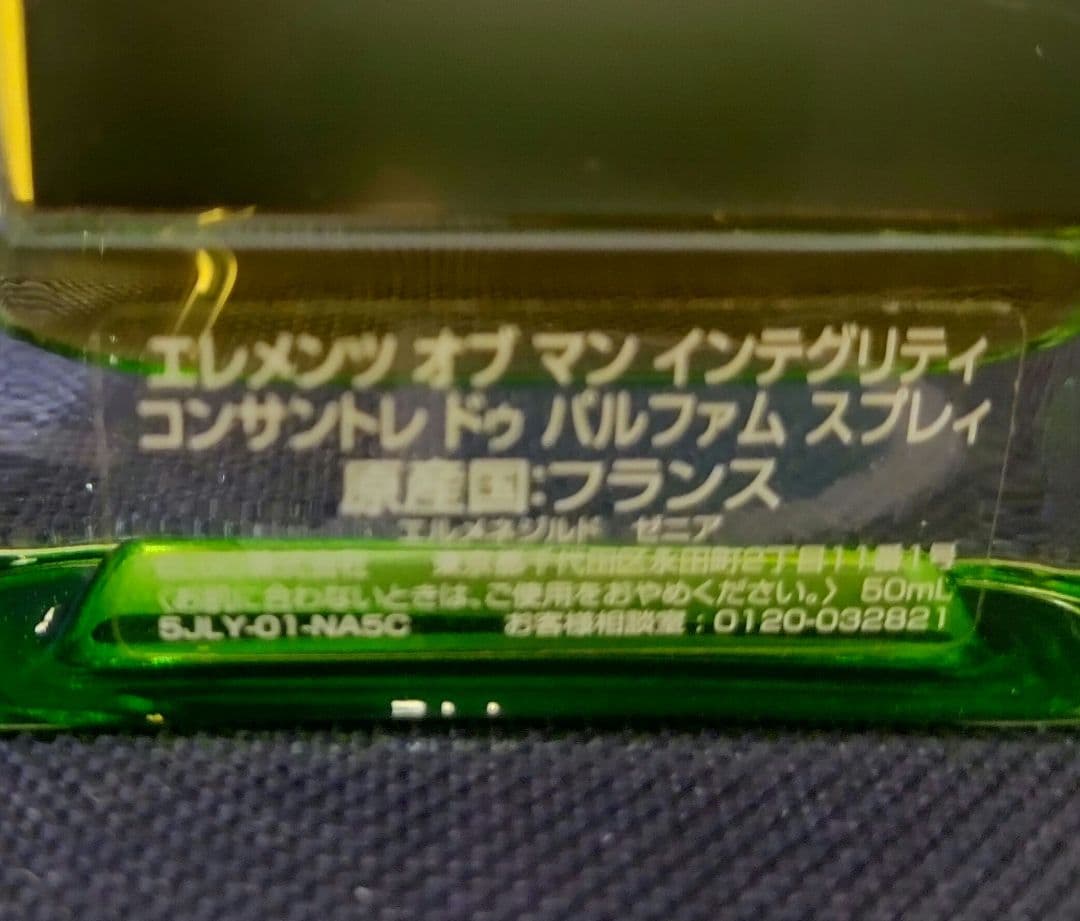 エレメンツ オブ マン インテグリティ
コンサントレ ドゥ パルファム スプレィ
原産国:フランス
エルメネジルド ゼニア
東京都千代田区永田町2丁目11番1号
〈お肌に合わないときは、ご使用をおやめください。〉 50mL
5JLY-01-NA5C お客様相談室:0120-032821